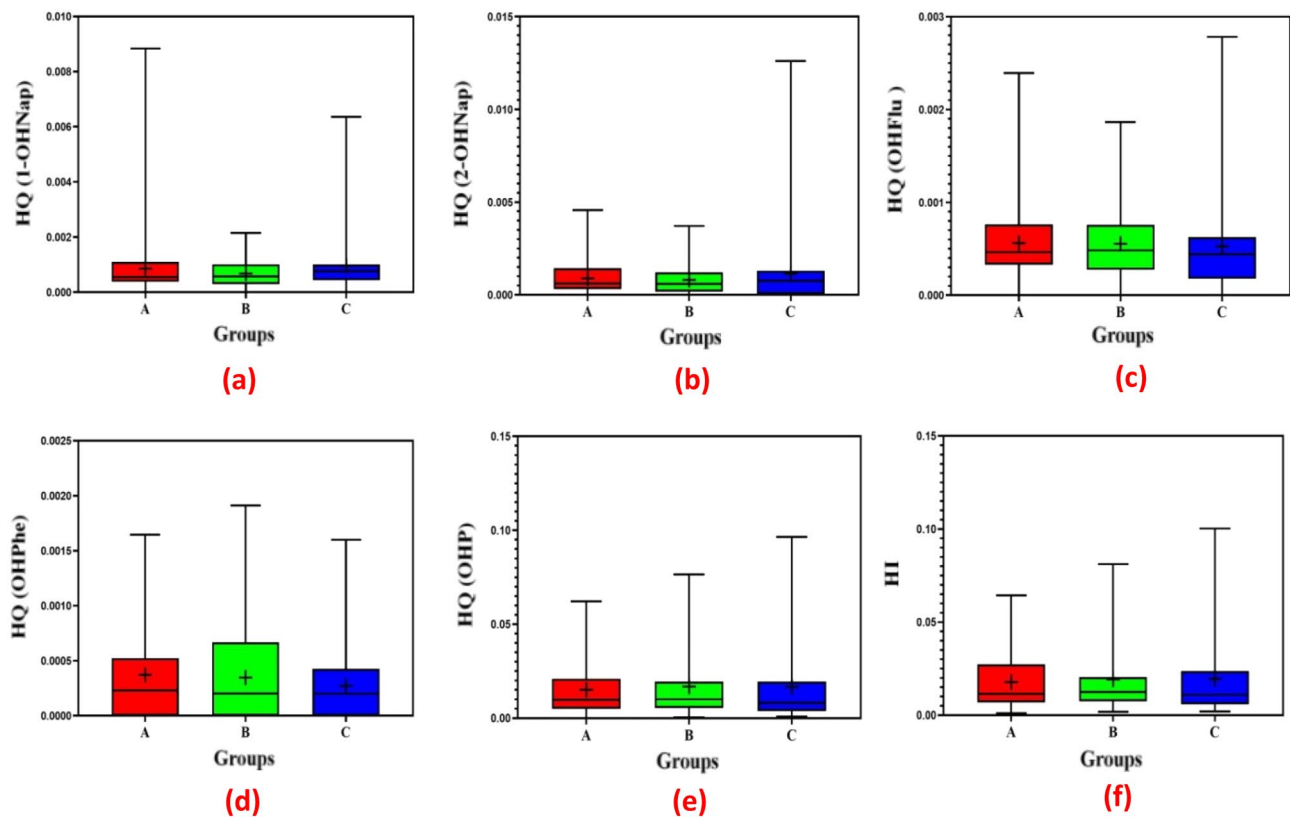 0.010
0.008
0.006
0.004
0.002
0.000
HQ (1-OHNap)
A B C
Groups
(a)
0.015
0.010
0.005
0.000
HQ (2-OHNap)
A B C
Groups
(b)
0.003
0.002
0.001
0.000
HQ (OHFlu )
A B C
Groups
(c)
0.0025
0.0020
0.0015
0.0010
0.0005
0.0000
HQ (OHPhe)
A B C
Groups
(d)
0.15
0.10
0.05
0.00
HQ (OHP)
A B C
Groups
(e)
0.15
0.10
0.05
0.00
HI
A B C
Groups
(f)